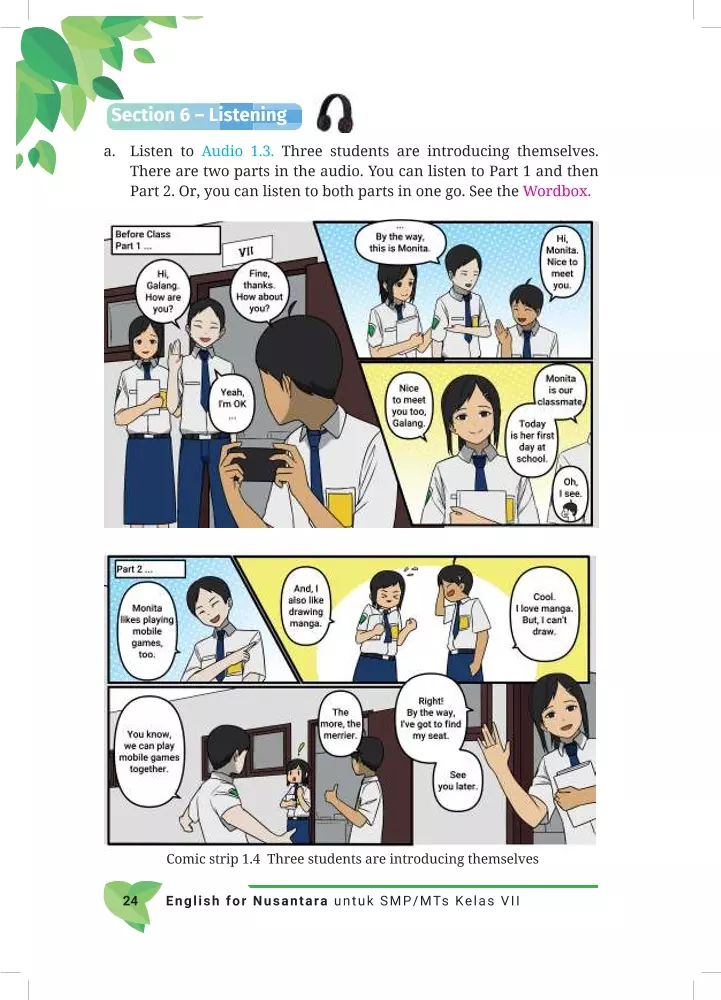 Section 6 – Listening
a. Listen to Audio 1.3. Three students are introducing themselves.
There are two parts in the audio. You can listen to Part 1 and then
Part 2. Or, you can listen to both parts in one go. See the Wordbox.
Before Class
Part 1 ...
VII
Hi,
Galang.
How are
you?
Fine,
thanks.
How about
you?
Yeah,
I'm OK
...
...
By the way,
this is Monita.
Hi,
Monita.
Nice to
meet
you.
Nice
to meet
you too,
Galang.
Monita
is our
classmate
Today
is her first
day at
school.
Oh,
I see.
Part 2 ...
Monita
likes playing
mobile
games,
too.
And, I
also like
drawing
manga.
Cool.
I love manga.
But, I can't
draw.
You know,
we can play
mobile games
together.
The
more, the
merrier.
Right!
By the way,
I've got to find
my seat.
See
you later.
Comic strip 1.4 Three students are introducing themselves
24 English for Nusantara untuk SMP/MTs Kelas VII